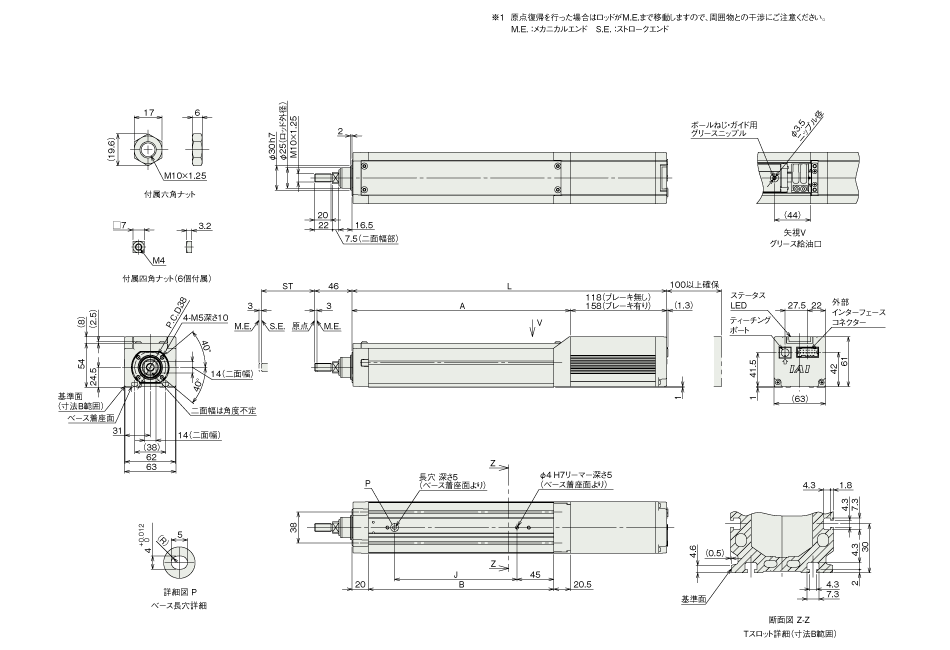 ※1 原点復帰を行った場合はロッドがM.E.まで移動しますので、周囲物との干渉にご注意ください。
M.E.:メカニカルエンド S.E.:ストロークエンド
17
6
(19.6)
M10×1.25
付属六角ナット
□7
3.2
M4
付属四角ナット(6個付属)
φ30h7
φ25(ロッド外径)
M10×1.25
2
20
22
16.5
7.5(二面幅部)
ボールねじ・ガイド用
グリースニップル
φ3.5
ニップル径
(44)
矢視V
グリース給油口
(8)
(2.5)
P.C.D38
4-M5深さ10
40°
54
24.5
14(二面幅)
40°
基準面
(寸法B範囲)
ベース着座面
二面幅は角度不定
31
14(二面幅)
(38)
62
63
ST
46
L
100以上確保
3
3
A
118(ブレーキ無し)
158(ブレーキ有り)
(1.3)
M.E.
S.E.
原点
M.E.
V
1
ステータス
LED
27.5
22
外部
インターフェース
コネクター
ティーチング
ポート
41.5
1
IAI
42
61
(63)
P
長穴 深さ5
(ベース着座面より)
Z
φ4 H7リーマー深さ5
(ベース着座面より)
38
Z
J
45
20
B
20.5
+0.012
0
4
(R)
5
詳細図 P
ベース長穴詳細
4.3
1.8
4.3
7.3
30
4.6
(0.5)
4.3
2
基準面
4.3
7.3
断面図 Z-Z
Tスロット詳細(寸法B範囲)